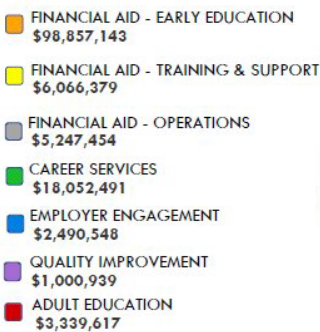 FINANCIAL AID - EARLY EDUCATION
$98,857,143
FINANCIAL AID - TRAINING & SUPPORT
$6,066,379
FINANCIAL AID - OPERATIONS
$5,247,454
CAREER SERVICES
$18,052,491
EMPLOYER ENGAGEMENT
$2,490,548
QUALITY IMPROVEMENT
$1,000,939
ADULT EDUCATION
$3,339,617